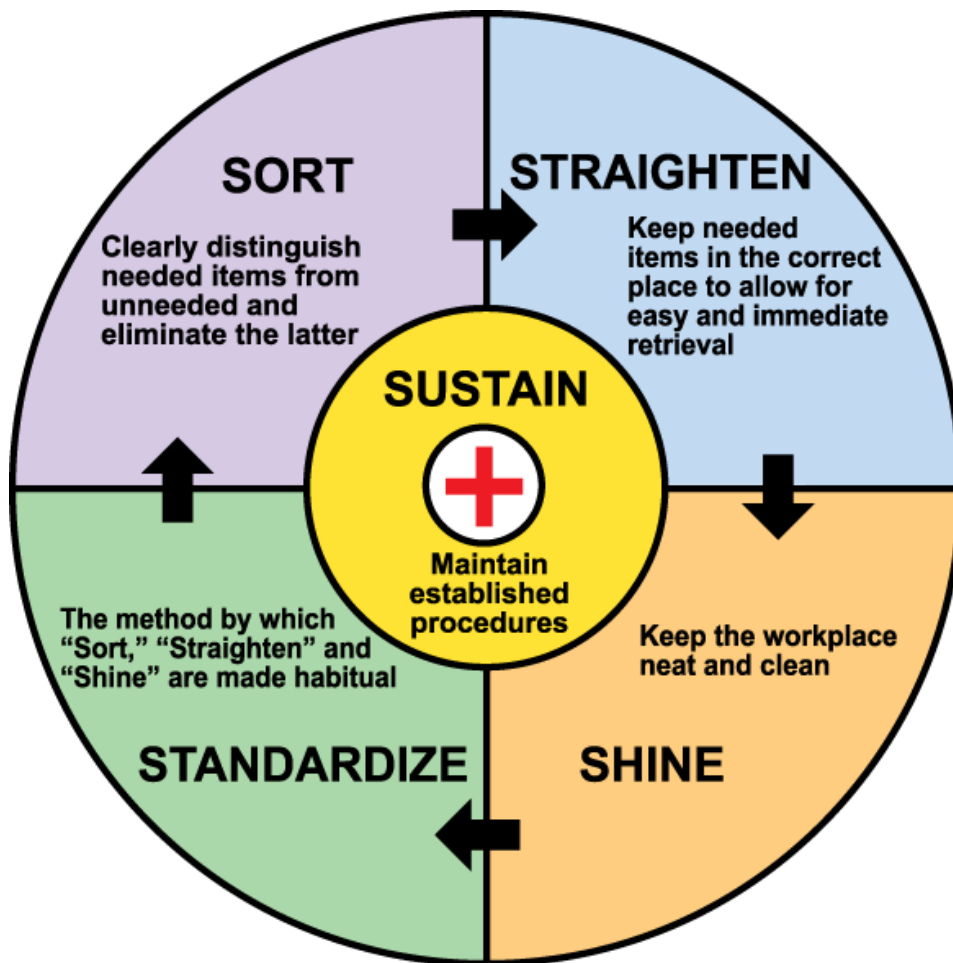 SORT
Clearly distinguish
needed items from
unneeded and
eliminate the latter
STRAIGHTEN
Keep needed
items in the correct
place to allow for
easy and immediate
retrieval
SUSTAIN
Maintain
established
procedures
The method by which
“Sort,” “Straighten” and
“Shine” are made habitual
STANDARDIZE
Keep the workplace
neat and clean
SHINE